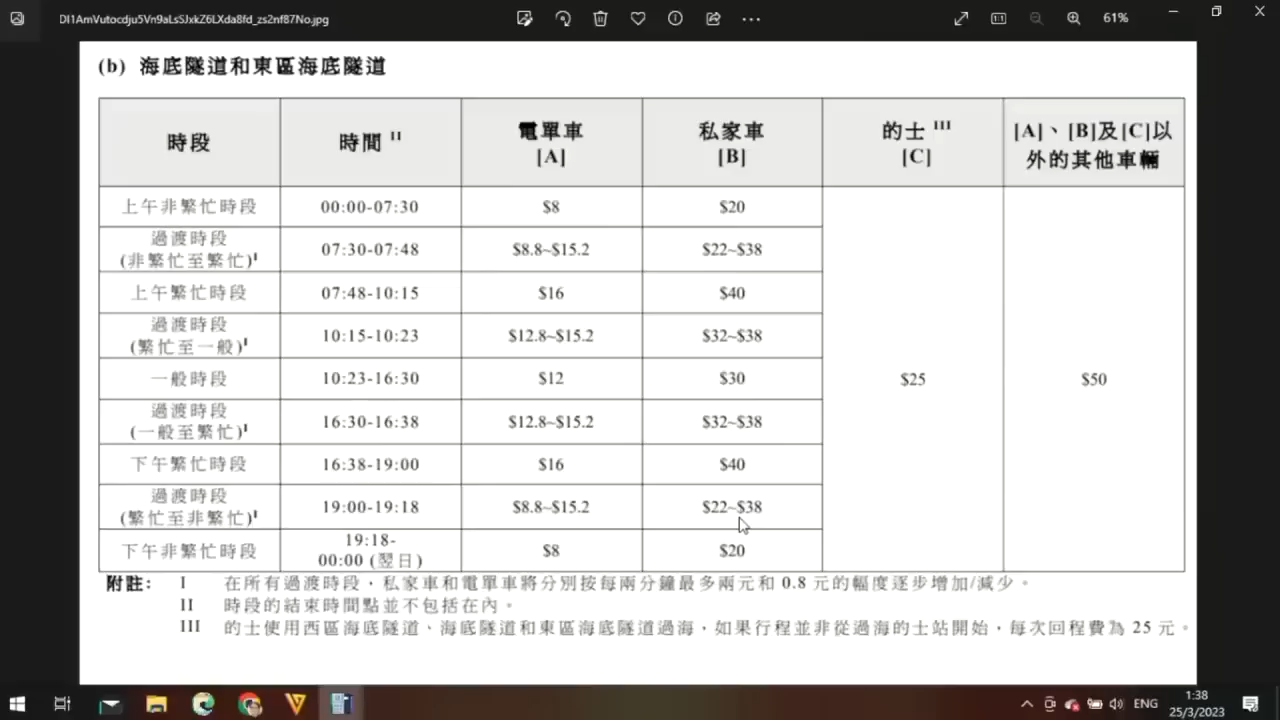 DI1AmVutocdju5Vn9aLsSJxkZ6LXda8fd_zs2nf87No.jpg
61%
(b) 海底隧道和東區海底隧道
時段 時間 II 電單車 [A] 私家車 [B] 的士 III [C] [A]、[B]及[C]以外的其他車輛
上午非繁忙時段 00:00-07:30 $8 $20
過渡時段 (非繁忙至繁忙)I 07:30-07:48 $8.8~$15.2 $22~$38
上午繁忙時段 07:48-10:15 $16 $40
過渡時段 (繁忙至一般)I 10:15-10:23 $12.8~$15.2 $32~$38
一般時段 10:23-16:30 $12 $30 $25 $50
過渡時段 (一般至繁忙)I 16:30-16:38 $12.8~$15.2 $32~$38
下午繁忙時段 16:38-19:00 $16 $40
過渡時段 (繁忙至非繁忙)I 19:00-19:18 $8.8~$15.2 $22~$38
下午非繁忙時段 19:18-00:00 (翌日) $8 $20
附註: I 在所有過渡時段，私家車和電單車將分別按每兩分鐘最多兩元和 0.8 元的幅度逐步增加/減少。
II 時段的結束時間點並不包括在內。
III 的士使用西區海底隧道、海底隧道和東區海底隧道過海，如果行程並非從過海的士站開始，每次回程費為 25 元。
ENG
1:38
25/3/2023